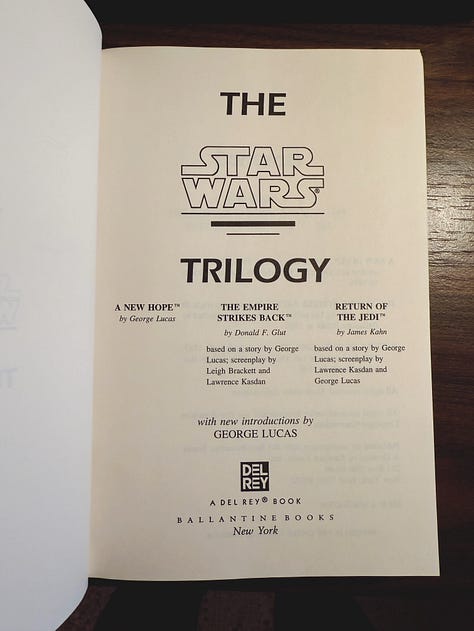 THE
STAR
WARS®
TRILOGY
A NEW HOPE™
by George Lucas
THE EMPIRE
STRIKES BACK™
by Donald F. Glut
based on a story by George
Lucas; screenplay by
Leigh Brackett and
Lawrence Kasdan
RETURN OF
THE JEDI™
by James Kahn
based on a story by George
Lucas; screenplay by
Lawrence Kasdan and
George Lucas
with new introductions by
GEORGE LUCAS
DEL
REY
A DEL REY® BOOK
BALLANTINE BOOKS
New York